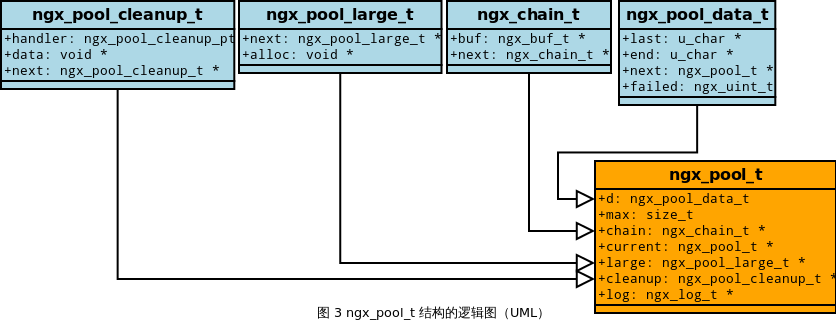 ngx_pool_cleanup_t
+handler: ngx_pool_cleanup_pt
+data: void *
+next: ngx_pool_cleanup_t *
ngx_pool_large_t
+next: ngx_pool_large_t *
+alloc: void *
ngx_chain_t
+buf: ngx_buf_t *
+next: ngx_chain_t *
ngx_pool_data_t
+last: u_char *
+end: u_char *
+next: ngx_pool_t *
+failed: ngx_uint_t
ngx_pool_t
+d: ngx_pool_data_t
+max: size_t
+chain: ngx_chain_t *
+current: ngx_pool_t *
+large: ngx_pool_large_t *
+cleanup: ngx_pool_cleanup_t *
+log: ngx_log_t *
图 3 ngx_pool_t 结构的逻辑图（UML）